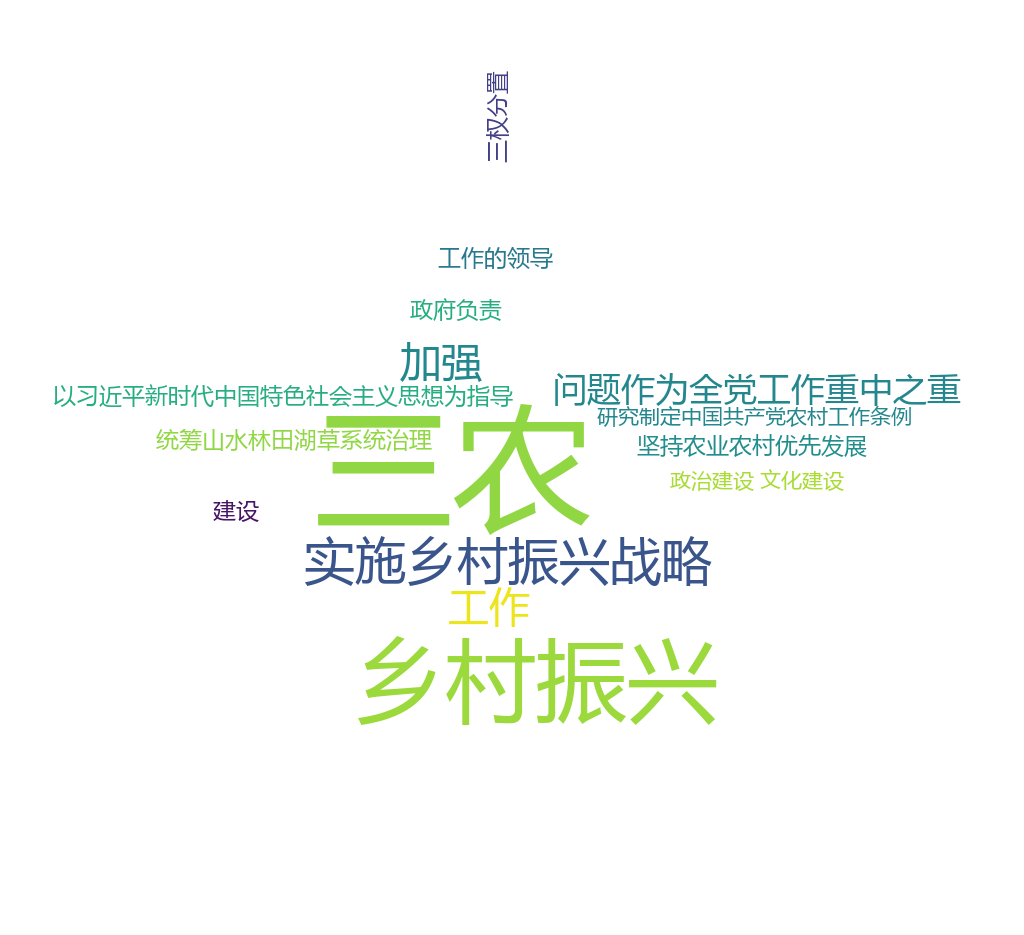 三权分置
工作的领导
政府负责
加强
以习近平新时代中国特色社会主义思想为指导
问题作为全党工作重中之重
研究制定中国共产党农村工作条例
统筹山水林田湖草系统治理
三农
坚持农业农村优先发展
政治建设 文化建设
建设
实施乡村振兴战略
工作
乡村振兴